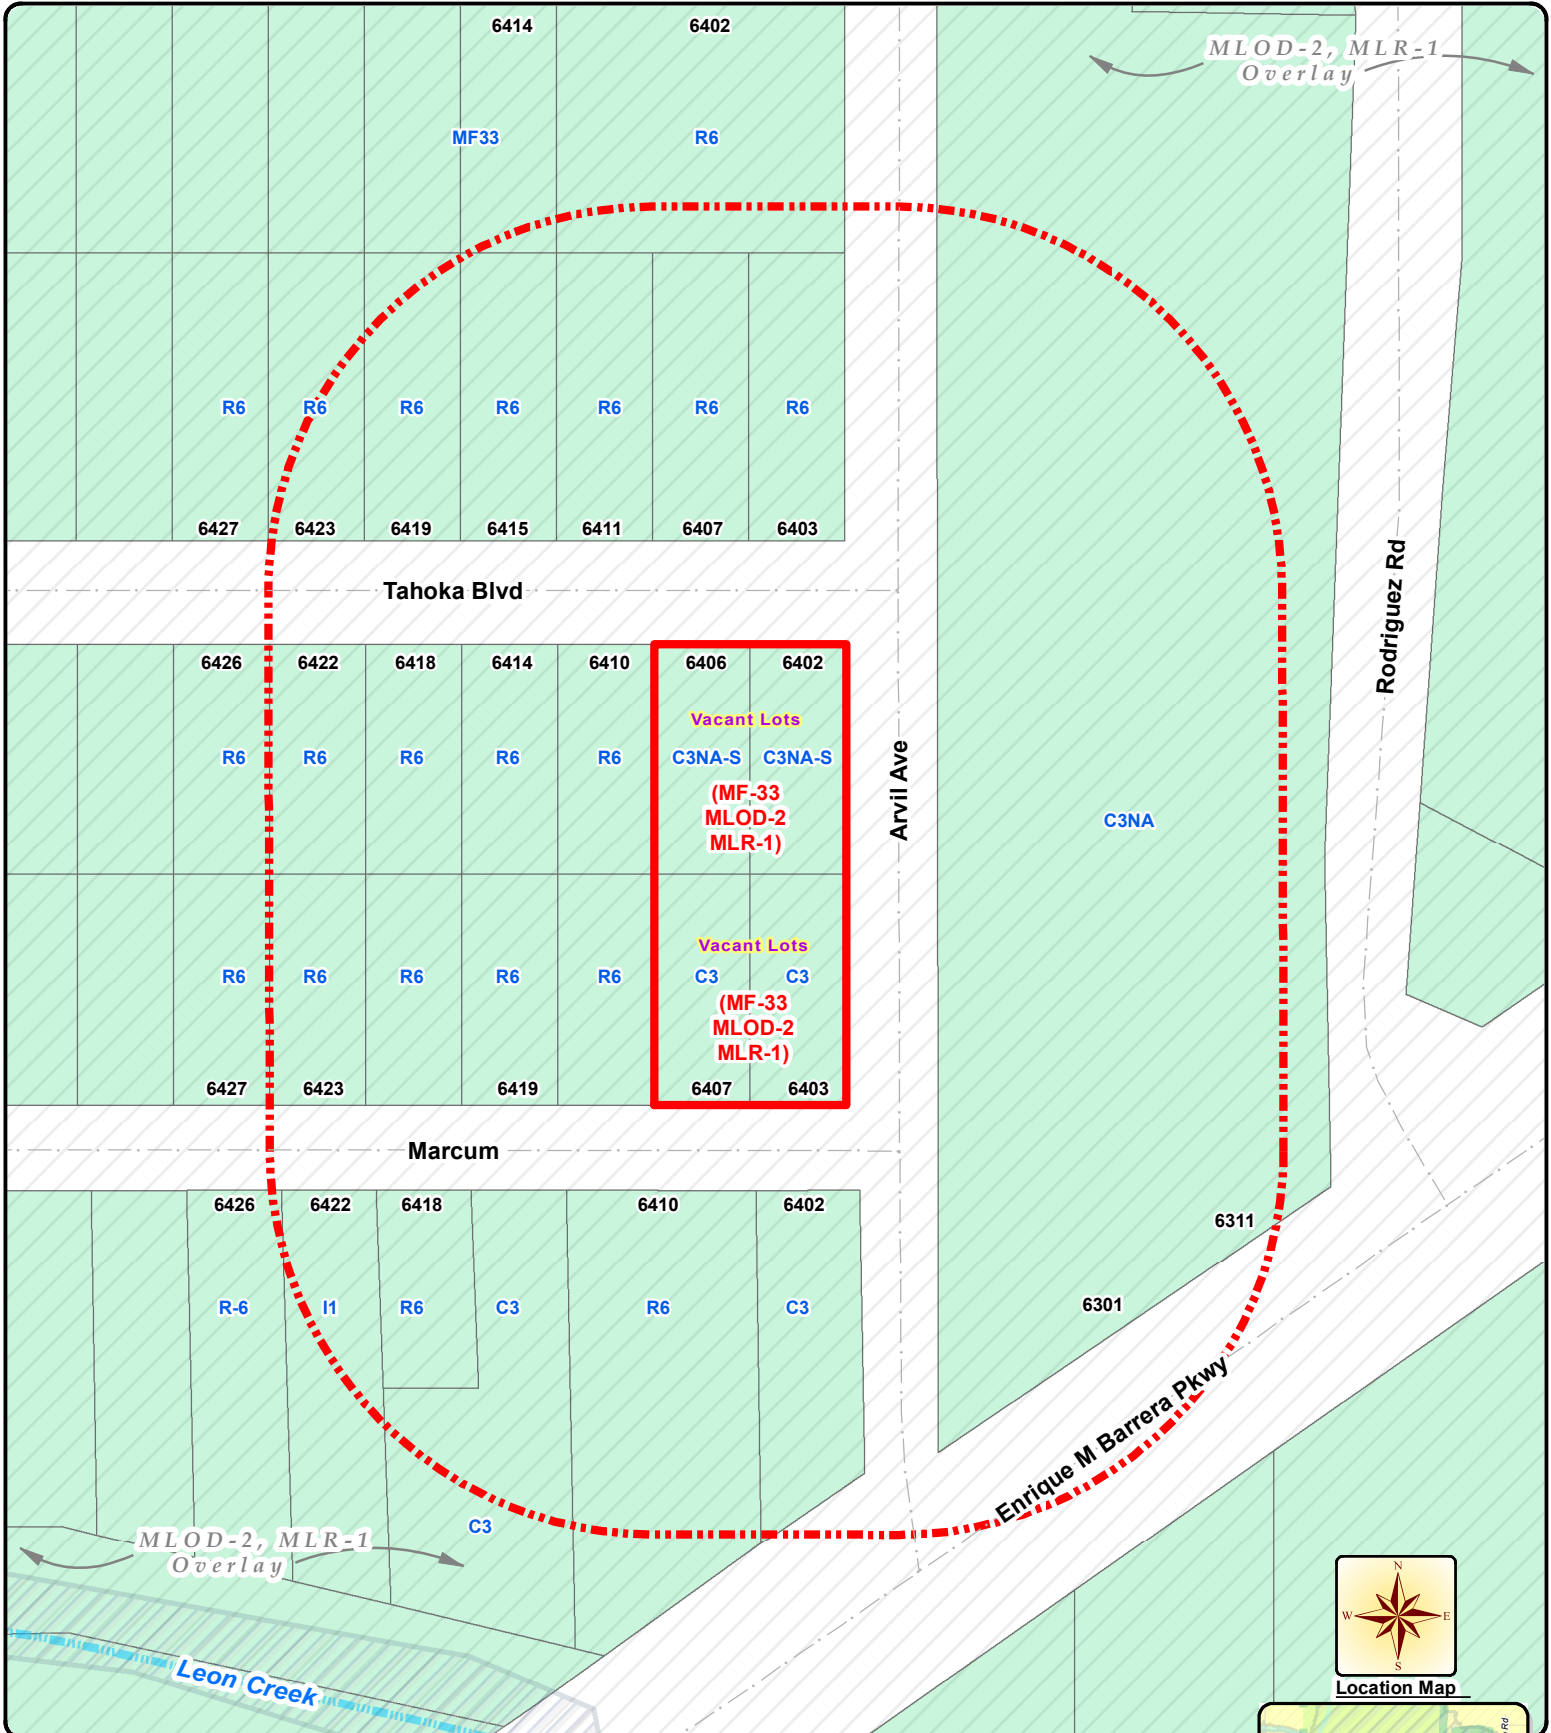 6414 6402
MLOD-2, MLR-1
Overlay
MF33 R6
R6 R6 R6 R6 R6 R6 R6
6427 6423 6419 6415 6411 6407 6403
Tahoka Blvd
Rodriguez Rd
6426 6422 6418 6414 6410 6406 6402
Vacant Lots
R6 R6 R6 R6 R6 C3NA-S C3NA-S
(MF-33
MLOD-2
MLR-1)
Arvil Ave
C3NA
Vacant Lots
R6 R6 R6 R6 R6 C3 C3
(MF-33
MLOD-2
MLR-1)
6427 6423 6419 6407 6403
Marcum
6426 6422 6418 6410 6402
6311
R-6 I1 R6 C3 R6 C3
6301
Enrique M Barrera Pkwy
C3
MLOD-2, MLR-1
Overlay
N
W E
S
Leon Creek
Location Map
Rd